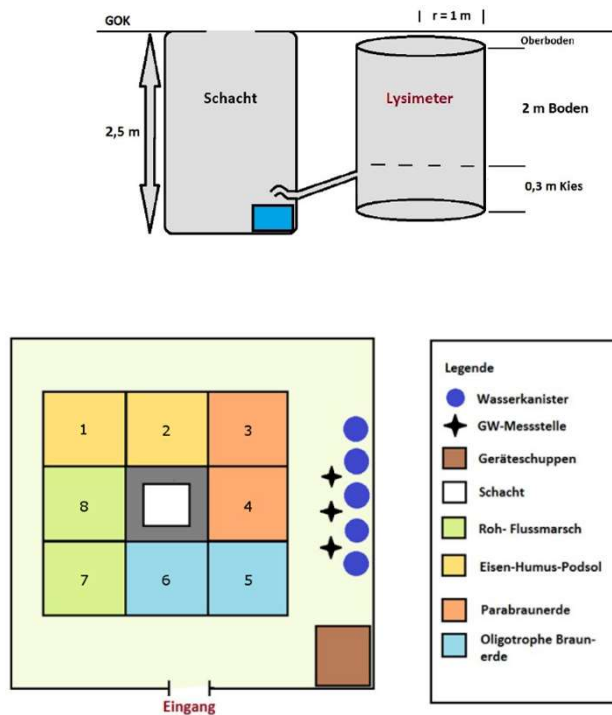 GOK
r = 1 m
Oberboden
Schacht
Lysimeter
2 m Boden
2,5 m
0,3 m Kies
1 2 3
8 4
7 6 5
Eingang
Legende
Wasserkanister
GW-Messstelle
Geräteschuppen
Schacht
Roh- Flussmarsch
Eisen-Humus-Podsol
Parabraunerde
Oligotrophe Braun-
erde